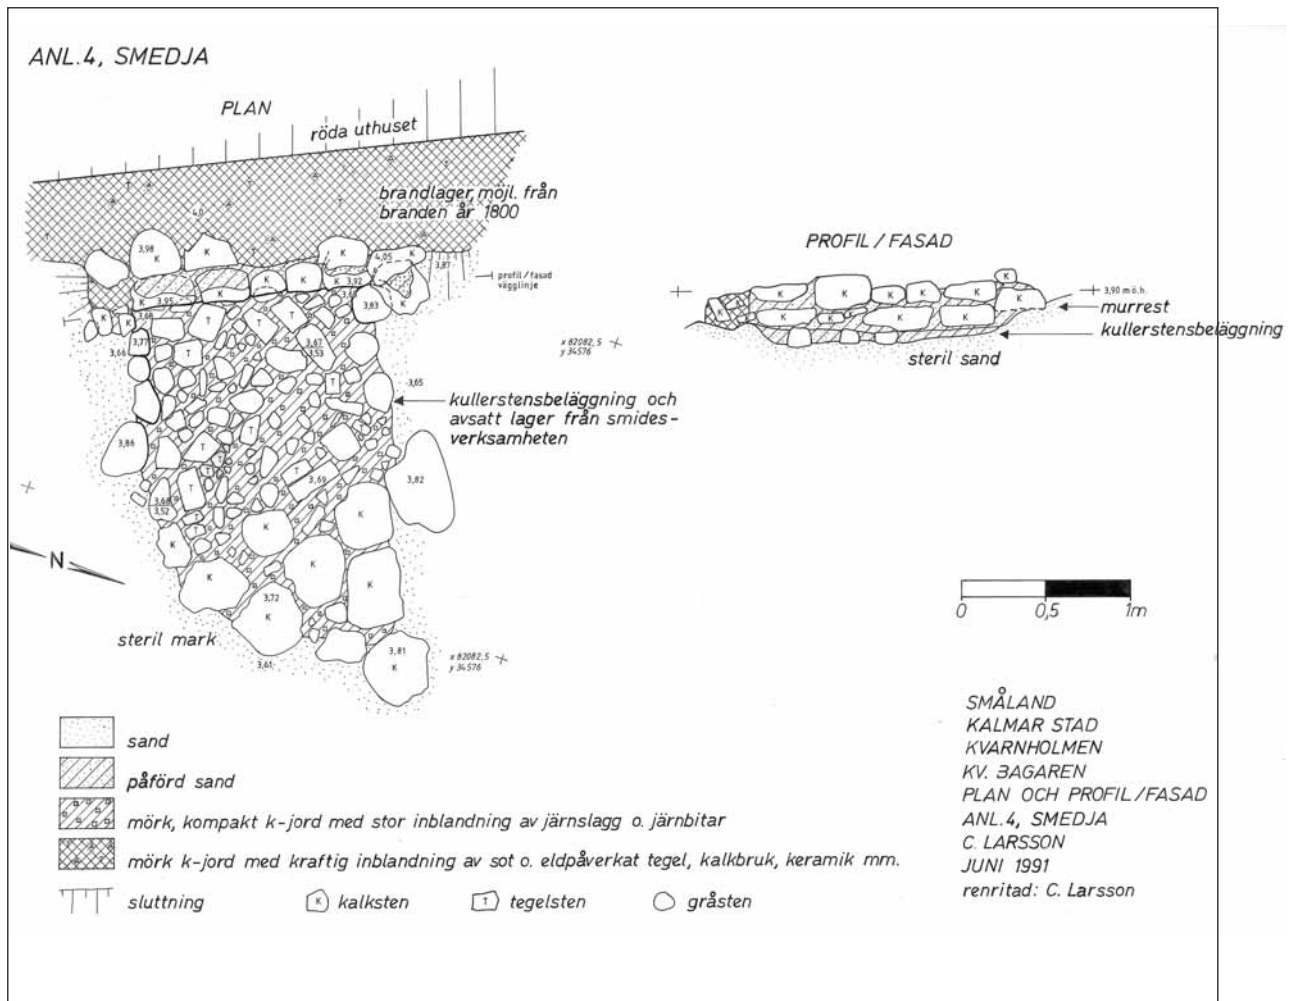 ANL.4, SMEDJA
PLAN
röda uthuset
brandlager, möjl. från
branden år 1800
4,0
3,98
K
K
K
K
4,05
3,87
profil/fasad
vägglinje
3,92
3,95
3,83
3,66
3,77
3,66
3,67
3,53
3,65
x 82082,5
y 34576
kullerstensbeläggning och
avsatt lager från smides-
verksamheten
3,86
3,69
3,82
3,68
3,52
N
3,72
3,81
3,61
steril mark
x 82082,5
y 34576
PROFIL / FASAD
3,90 m ö.h.
murrest
kullerstensbeläggning
steril sand
0 0,5 1m
sand
påförd sand
mörk, kompakt k-jord med stor inblandning av järnslagg o. järnbitar
mörk k-jord med kraftig inblandning av sot o. eldpåverkat tegel, kalkbruk, keramik mm.
sluttning K kalksten T tegelsten gråsten
SMÅLAND
KALMAR STAD
KVARNHOLMEN
KV. BAGAREN
PLAN OCH PROFIL/FASAD
ANL.4, SMEDJA
C. LARSSON
JUNI 1991
renritad: C. Larsson